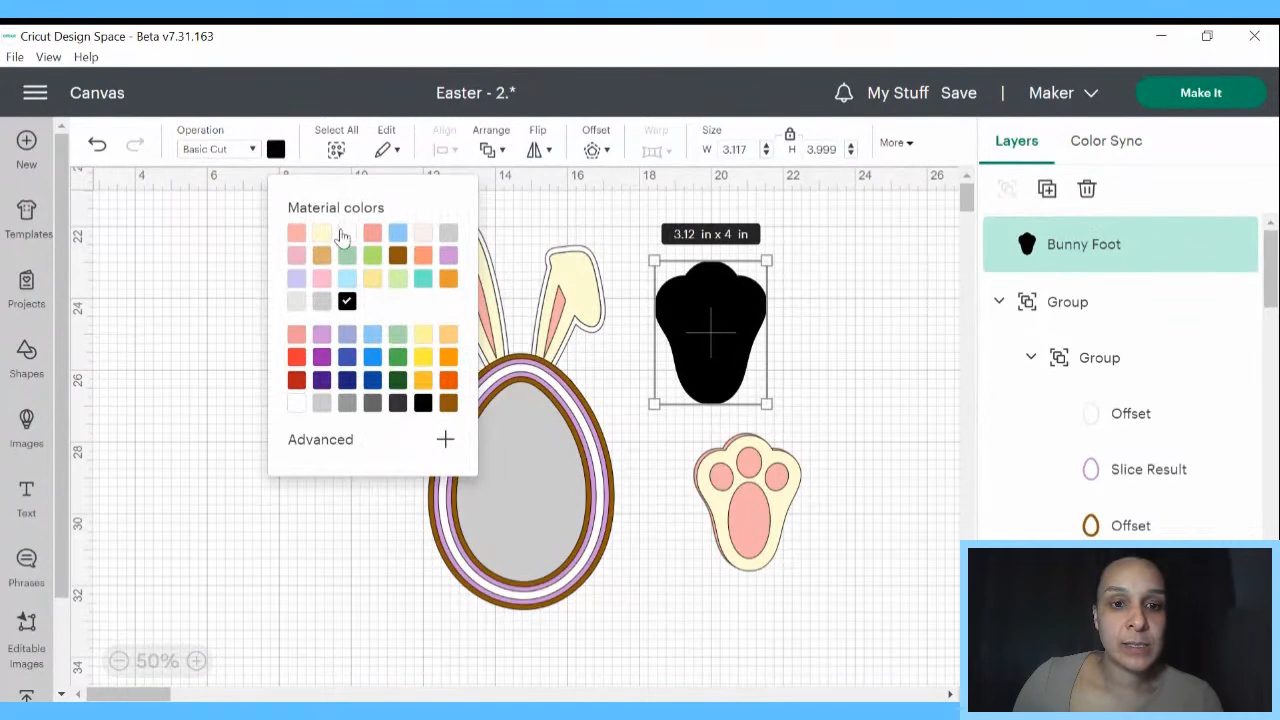 Cricut Design Space - Beta v7.31.163
File View Help
Canvas
Easter - 2.*
My Stuff Save | Maker
Make It
Operation
Basic Cut
Select All
Edit
Align
Arrange
Flip
Offset
Warp
Size
W 3.117
H 3.999
More
Layers
Color Sync
New
Templates
Projects
Shapes
Images
Text
Phrases
Editable
Images
4 6 8 10 12 14 16 18 20 22 24 26
22
24
26
28
30
32
34
Material colors
Advanced
3.12 in x 4 in
50%
Bunny Foot
Group
Group
Offset
Slice Result
Offset